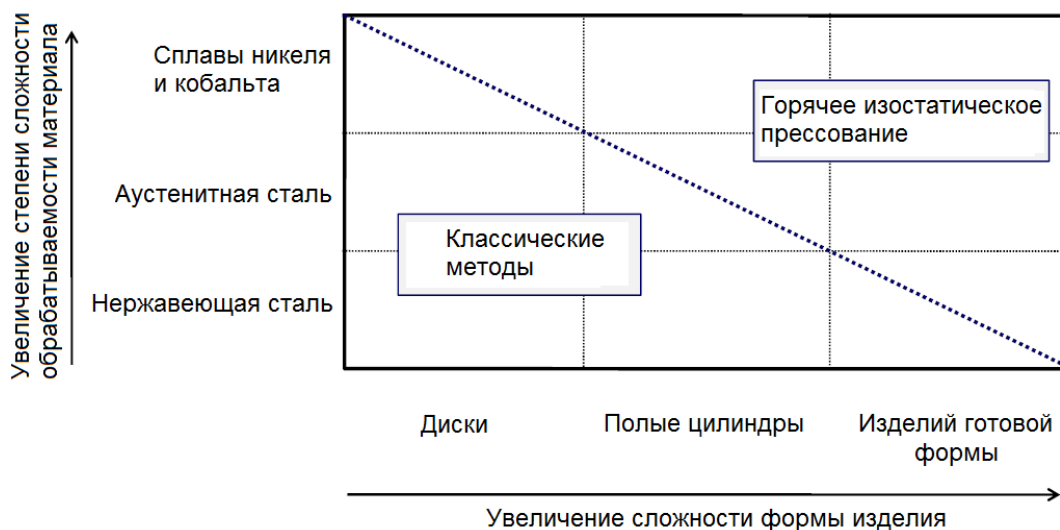 Увеличение степени сложности
обрабатываемости материала
Сплавы никеля
и кобальта
Аустенитная сталь
Нержавеющая сталь
Горячее изостатическое
прессование
Классические
методы
Диски
Полые цилиндры
Изделий готовой
формы
Увеличение сложности формы изделия